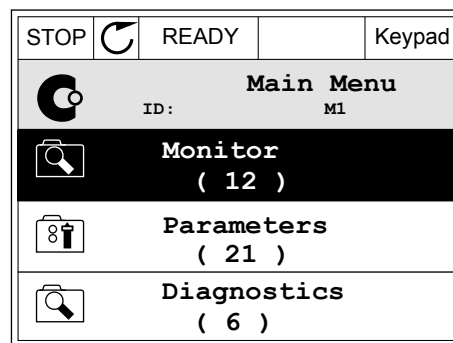 STOP READY Keypad
Main Menu
ID: M1
Monitor
( 12 )
Parameters
( 21 )
Diagnostics
( 6 )